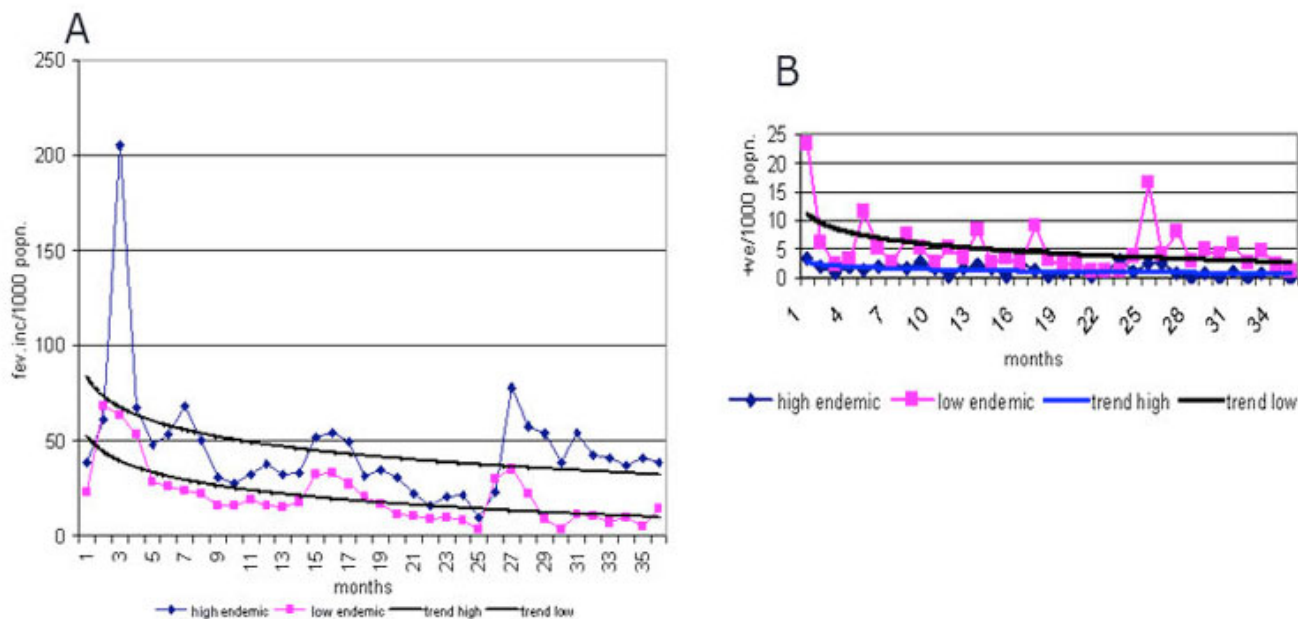 A
250
200
150
100
50
0
fev.inc/1000 popn.
1 3 5 7 9 11 13 15 17 19 21 23 25 27 29 31 33 35
months
high endemic low endemic trend high trend low
B
25
20
15
10
5
0
+ve/1000 popn.
1 4 7 10 13 16 19 22 25 28 31 34
months
high endemic low endemic trend high trend low